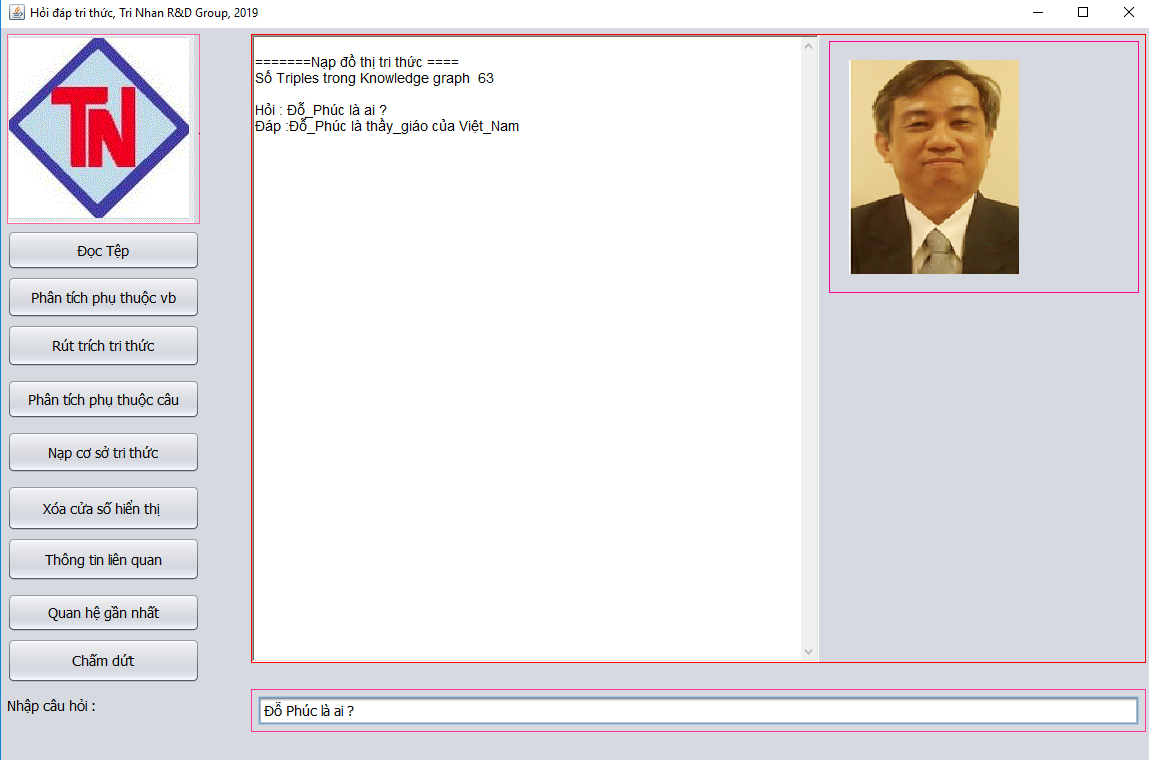 Hỏi đáp tri thức, Tri Nhan R&D Group, 2019
TN
Đọc Tệp
Phân tích phụ thuộc vb
Rút trích tri thức
Phân tích phụ thuộc câu
Nạp cơ sở tri thức
Xóa cửa số hiển thị
Thông tin liên quan
Quan hệ gần nhất
Chấm dứt
=======Nạp đồ thị tri thức ====
Số Triples trong Knowledge graph  63
Hỏi : Đỗ_Phúc là ai ?
Đáp :Đỗ_Phúc là thầy_giáo của Việt_Nam
Nhập câu hỏi :
Đỗ Phúc là ai ?